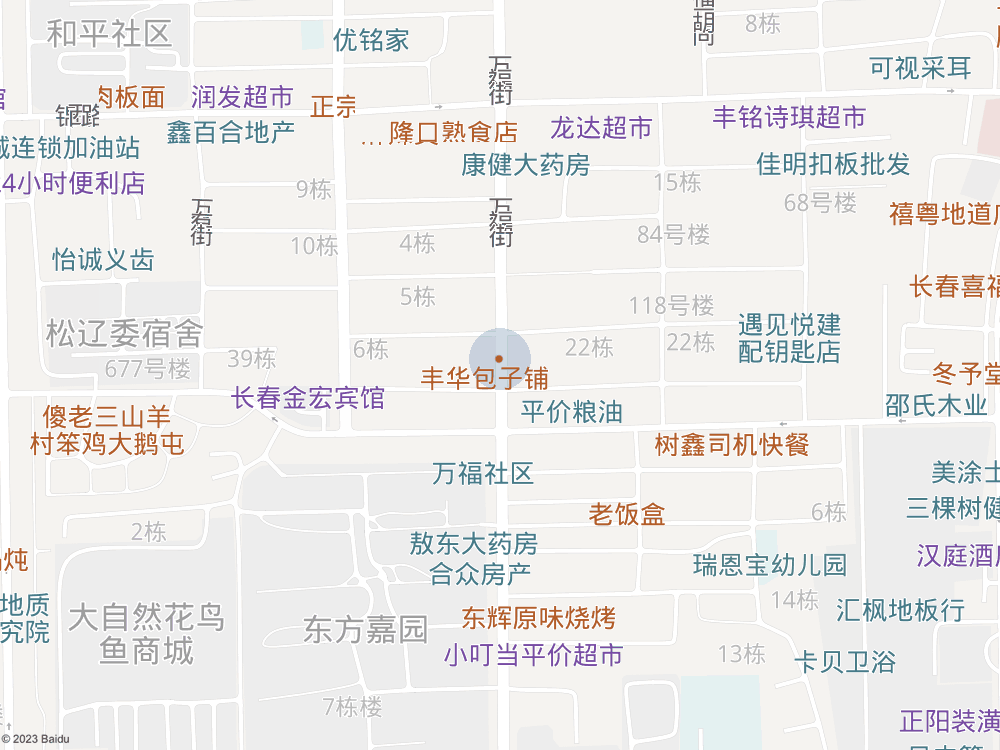 和平社区
优铭家
8栋
可视采耳
肉板面
润发超市
正宗
丰铭诗琪超市
鑫百合地产
…隆口熟食店
龙达超市
连锁加油站
康健大药房
佳明扣板批发
4小时便利店
9栋
15栋
68号楼
万福街
禧粤地道
10栋
4栋
84号楼
怡诚义齿
5栋
长春喜福
118号楼
松辽委宿舍
遇见悦建
配钥匙店
677号楼
39栋
6栋
22栋
22栋
丰华包子铺
冬予堂
长春金宏宾馆
平价粮油
邵氏木业
傻老三山羊
村笨鸡大鹅屯
树鑫司机快餐
万福社区
美涂士
三棵树健
老饭盒
6栋
2栋
敖东大药房
合众房产
瑞恩宝幼儿园
汉庭酒店
炖
地质
究院
14栋
汇枫地板行
大自然花鸟
鱼商城
东方嘉园
东辉原味烧烤
小叮当平价超市
13栋
卡贝卫浴
7栋楼
正阳装潢
© 2023 Baidu